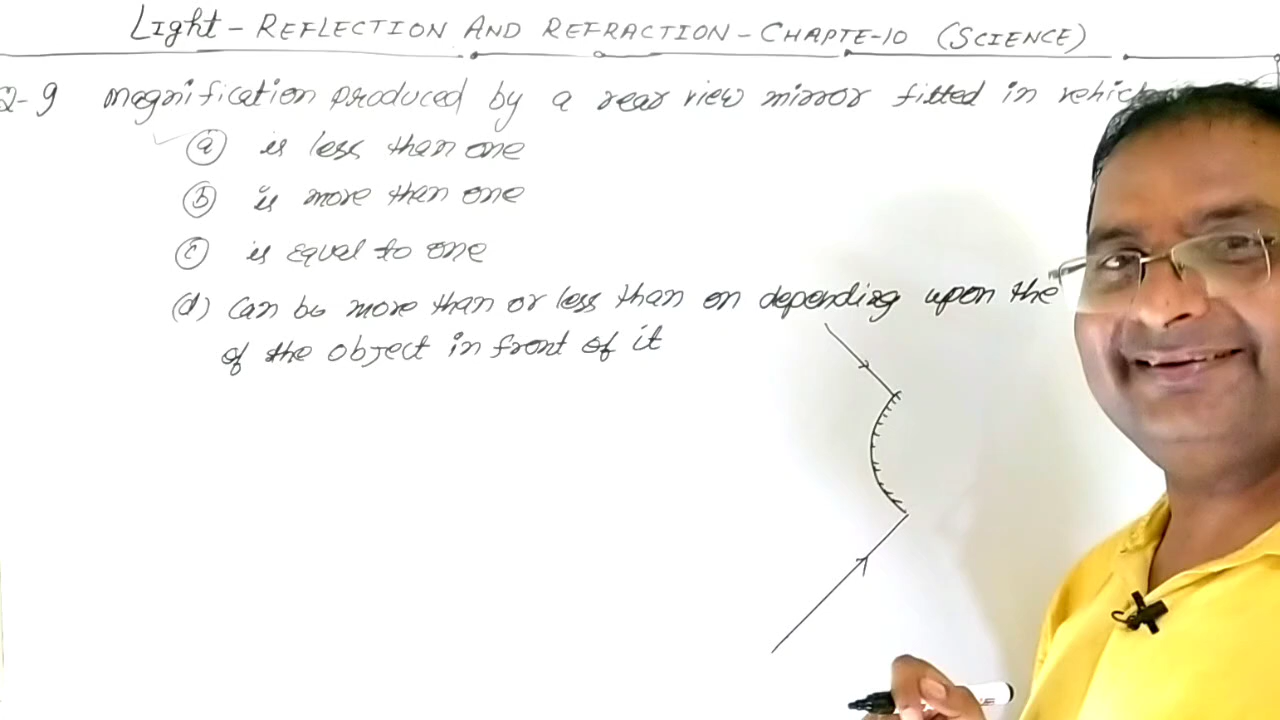 Light - REFLECTION AND REFRACTION - CHAPTE-10 (SCIENCE)
Q-9 Magnification produced by a rear view mirror fitted in
(a) is less than one
(b) is more than one
(c) is Equal to one
(d) Can be more than or less than on depending upon the
of the object in front of it